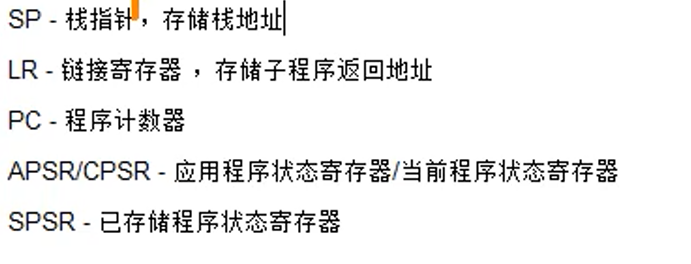 SP - 栈指针，存储栈地址
LR - 链接寄存器 ，存储子程序返回地址
PC - 程序计数器
APSR/CPSR - 应用程序状态寄存器/当前程序状态寄存器
SPSR - 已存储程序状态寄存器